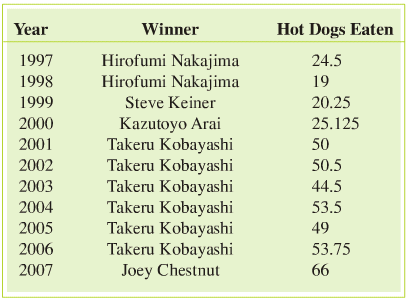 Year Winner Hot Dogs Eaten
1997 Hirofumi Nakajima 24.5
1998 Hirofumi Nakajima 19
1999 Steve Keiner 20.25
2000 Kazutoyo Arai 25.125
2001 Takeru Kobayashi 50
2002 Takeru Kobayashi 50.5
2003 Takeru Kobayashi 44.5
2004 Takeru Kobayashi 53.5
2005 Takeru Kobayashi 49
2006 Takeru Kobayashi 53.75
2007 Joey Chestnut 66